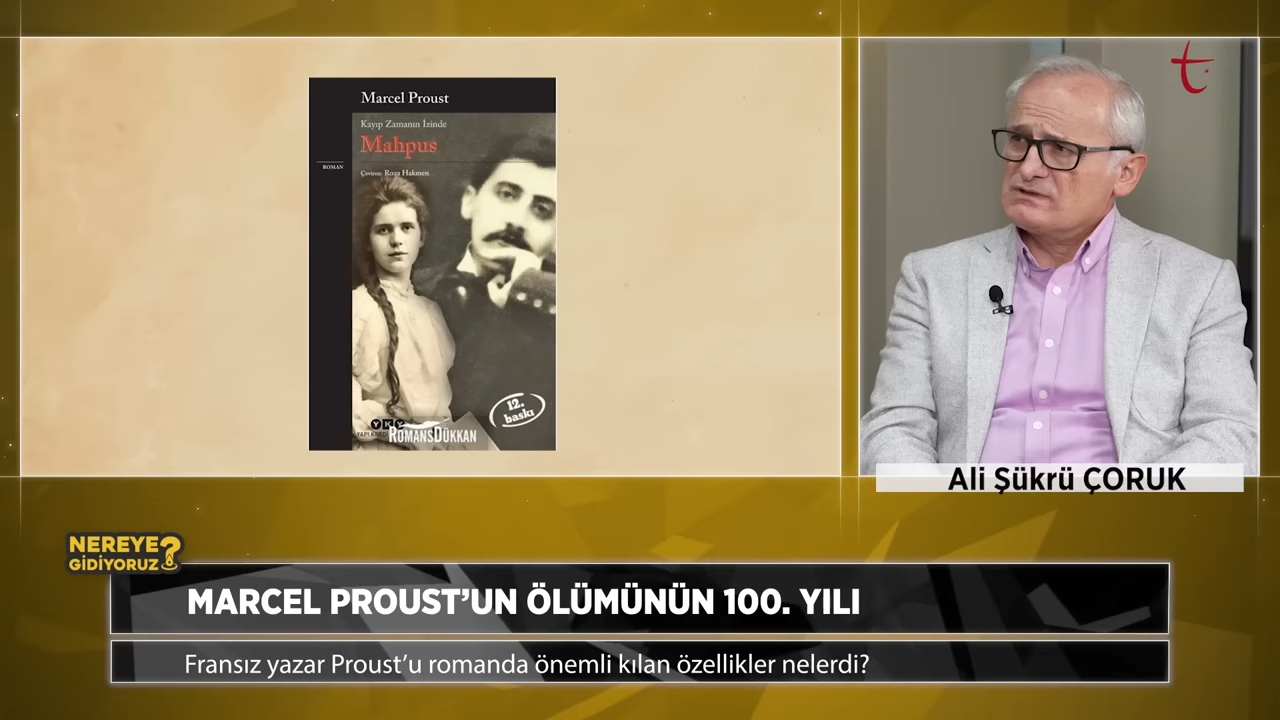 Marcel Proust
Kayıp Zamanın İzinde
Mahpus
ROMAN
Çeviren: Roza Hakmen
12.
baskı
YKY
ROMANSDÜKKAN
t
Ali Şükrü ÇORUK
NEREYE
GİDİYORUZ?
MARCEL PROUST’UN ÖLÜMÜNÜN 100. YILI
Fransız yazar Proust’u romanda önemli kılan özellikler nelerdi?